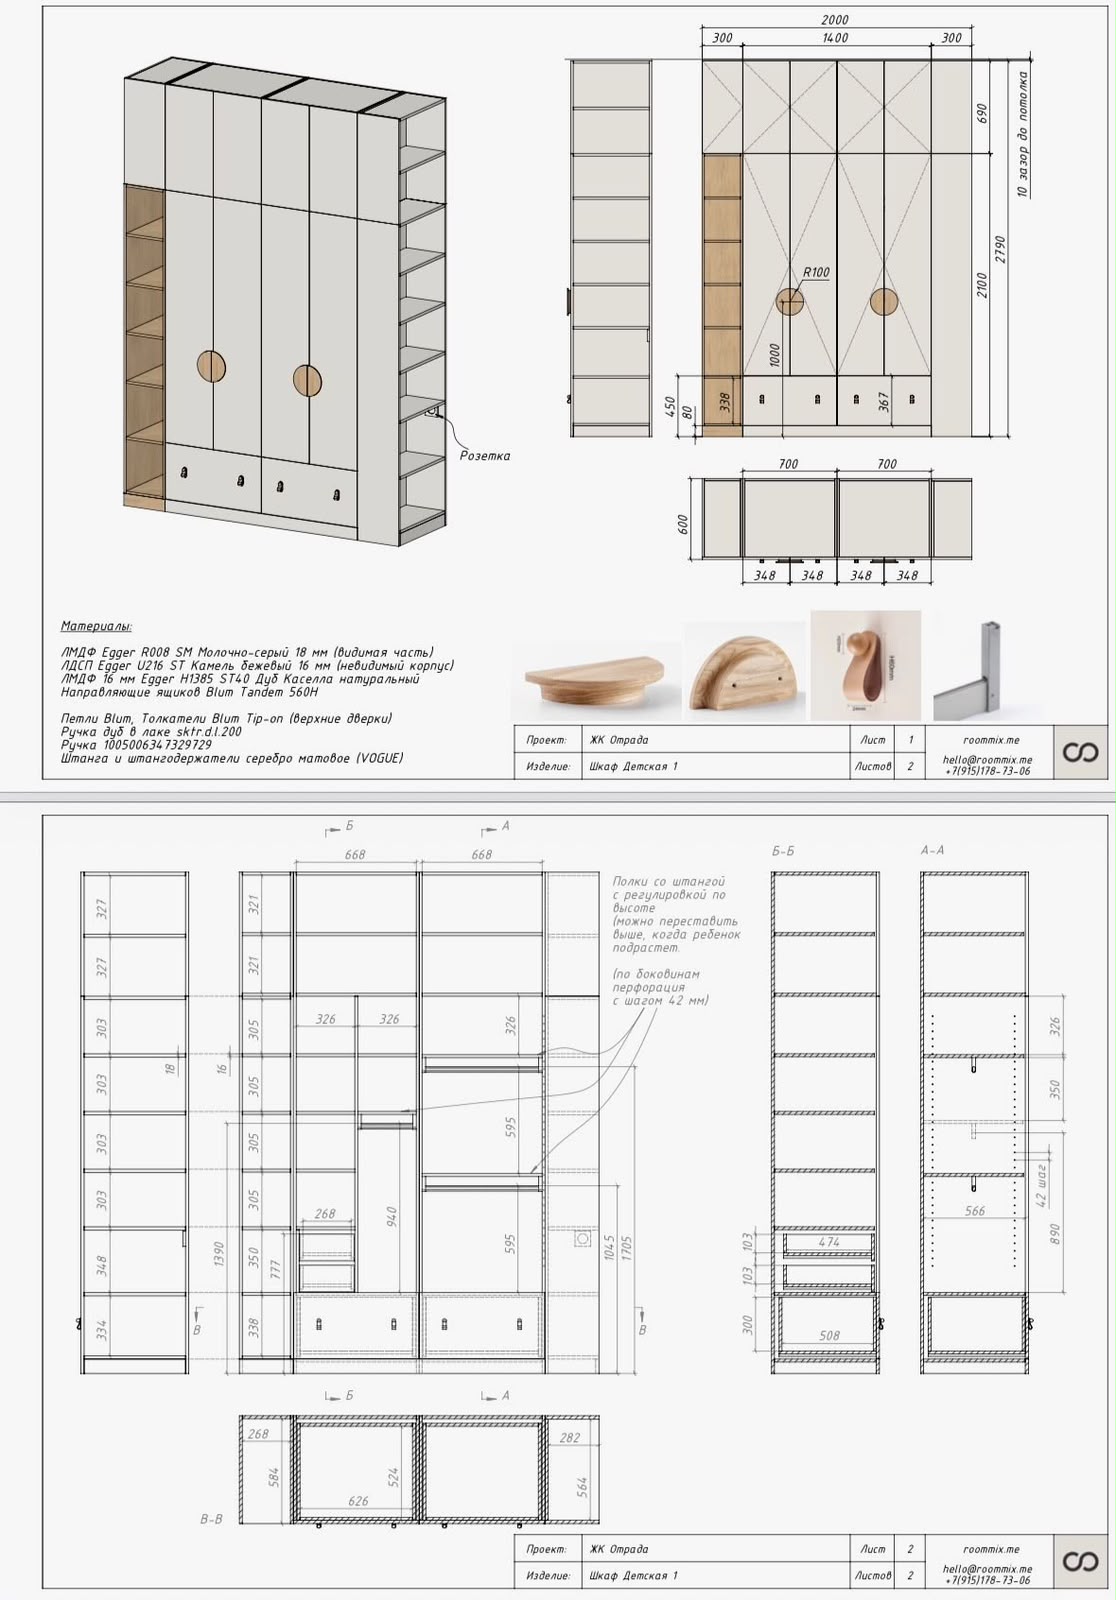 2000
300 1400 300
690
10 зазор до потолка
2790
2100
R100
1000
450
80
338
367
Розетка
700 700
600
348 348 348 348
Материалы:
ЛМДФ Egger R008 SM Молочно-серый 18 мм (видимая часть)
ЛДСП Egger U216 ST Камель бежевый 16 мм (невидимый корпус)
ЛМДФ 16 мм Egger H1385 ST40 Дуб Каселла натуральный
Направляющие ящиков Blum Tandem 560H
Петли Blum, Толкатели Blum Tip-on (верхние дверки)
Ручка дуб в лаке sktr.d.l.200
Ручка 1005006347329729
Штанга и штангодержатели серебро матовое (VOGUE)
Проект: ЖК Отрада Лист 1 roommix.me
Изделие: Шкаф Детская 1 Листов 2 hello@roommix.me
+7(915)178-73-06
Б А
668 668
Б-Б А-А
Полки со штангой
с регулировкой по
высоте
(можно переставить
выше, когда ребенок
подрастет.
(по боковинам
перфорация
с шагом 42 мм)
327
327
303
303
303
303
348
334
18
16
321
321
305
305
305
305
350
338
326 326
326
595
595
268
940
1390
777
1045
1705
В В
103
103
300
474
508
326
350
42 шаг
890
566
Б А
268
584
524
626
282
564
В-В
Проект: ЖК Отрада Лист 2 roommix.me
Изделие: Шкаф Детская 1 Листов 2 hello@roommix.me
+7(915)178-73-06